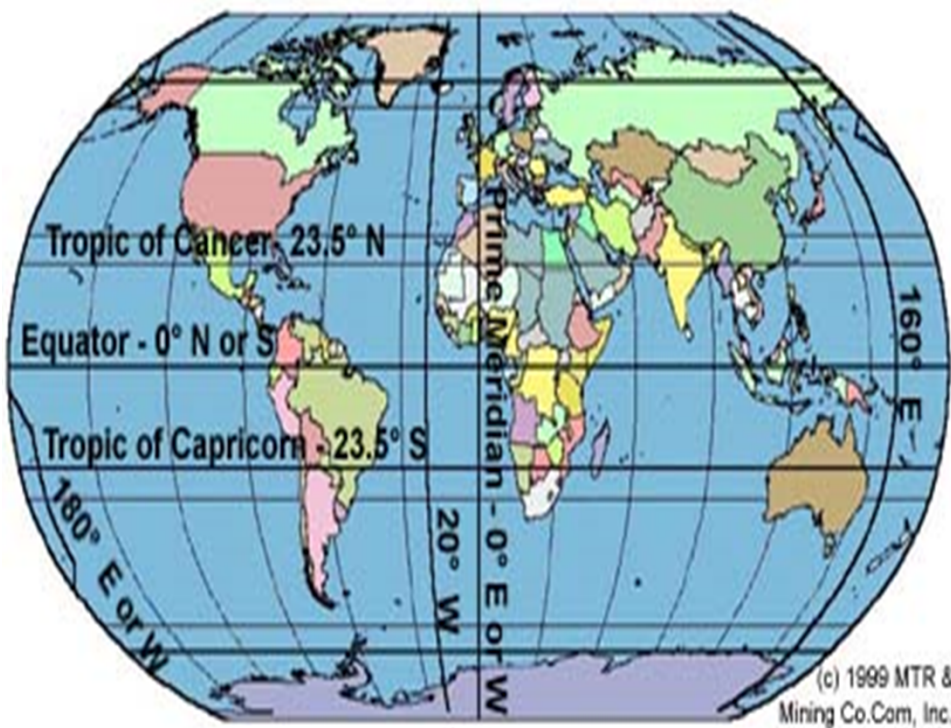 Tropic of Cancer- 23.5° N
Prime Meridian - 0° E or W
160° E
Equator - 0° N or S
Tropic of Capricorn - 23.5° S
180° E or W
20° W
(c) 1999 MTR &
Mining Co.Com, Inc